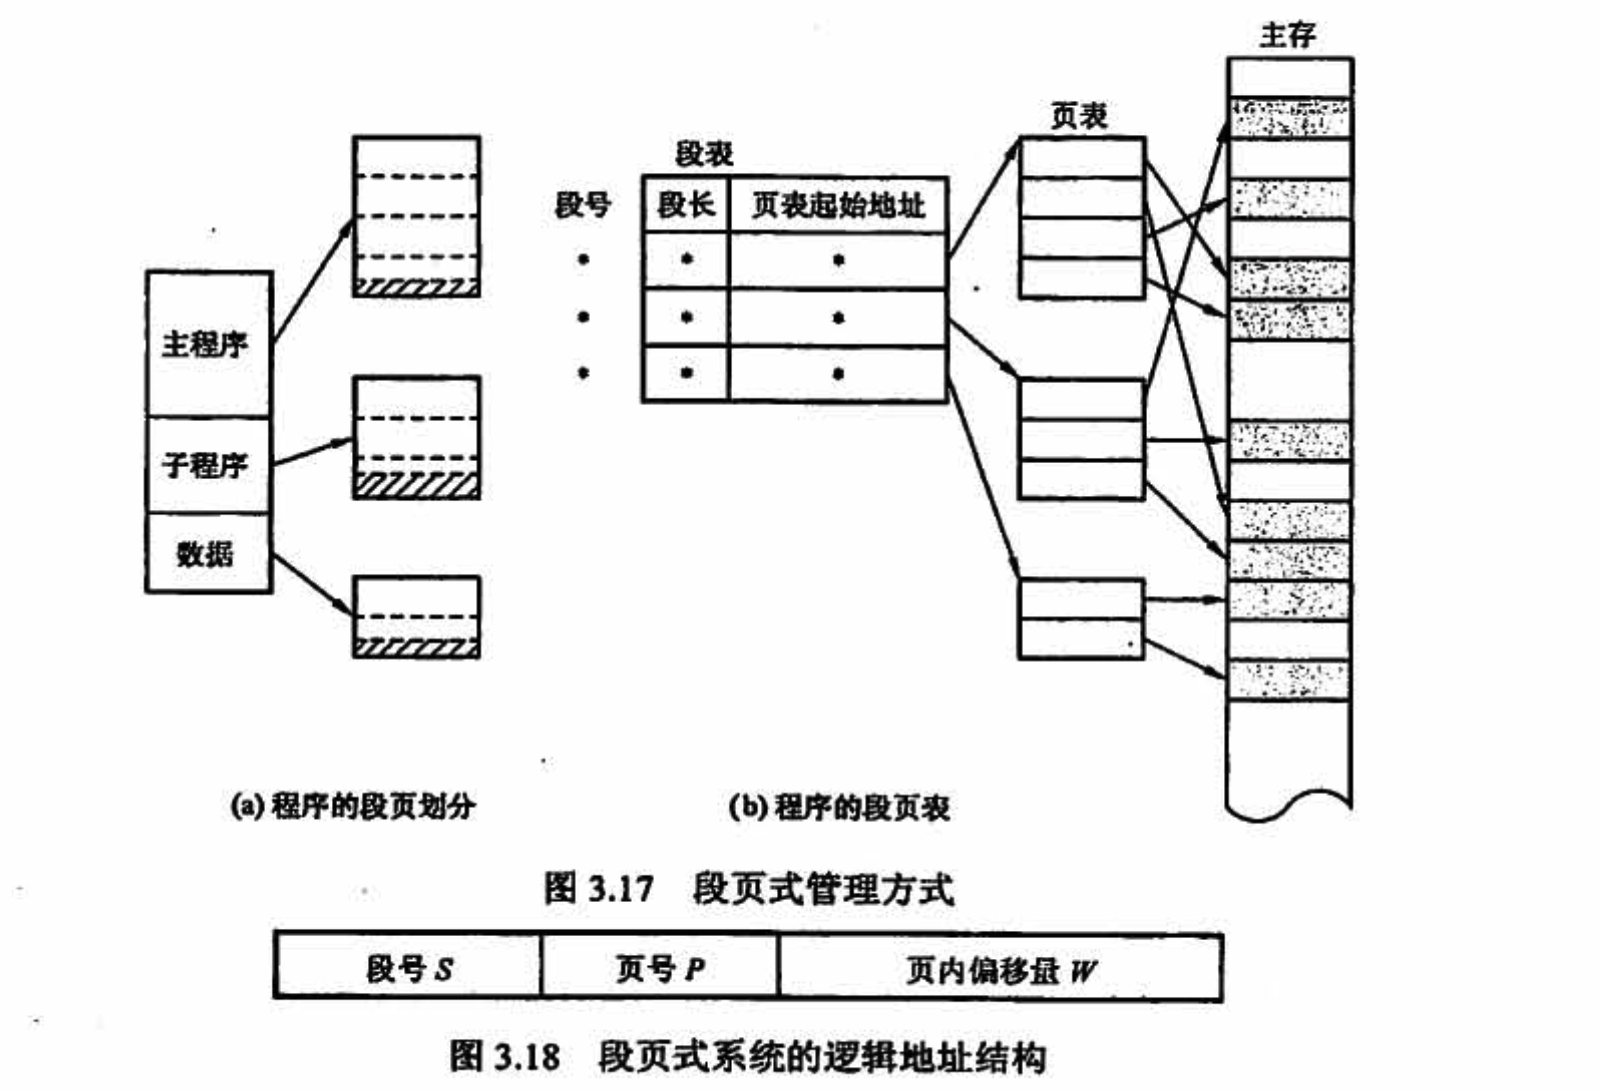 主存
页表
段表
段号 段长 页表起始地址
* * *
* * *
* * *
主程序
子程序
数据
(a) 程序的段页划分 (b) 程序的段页表
图 3.17 段页式管理方式
段号 S 页号 P 页内偏移量 W
图 3.18 段页式系统的逻辑地址结构